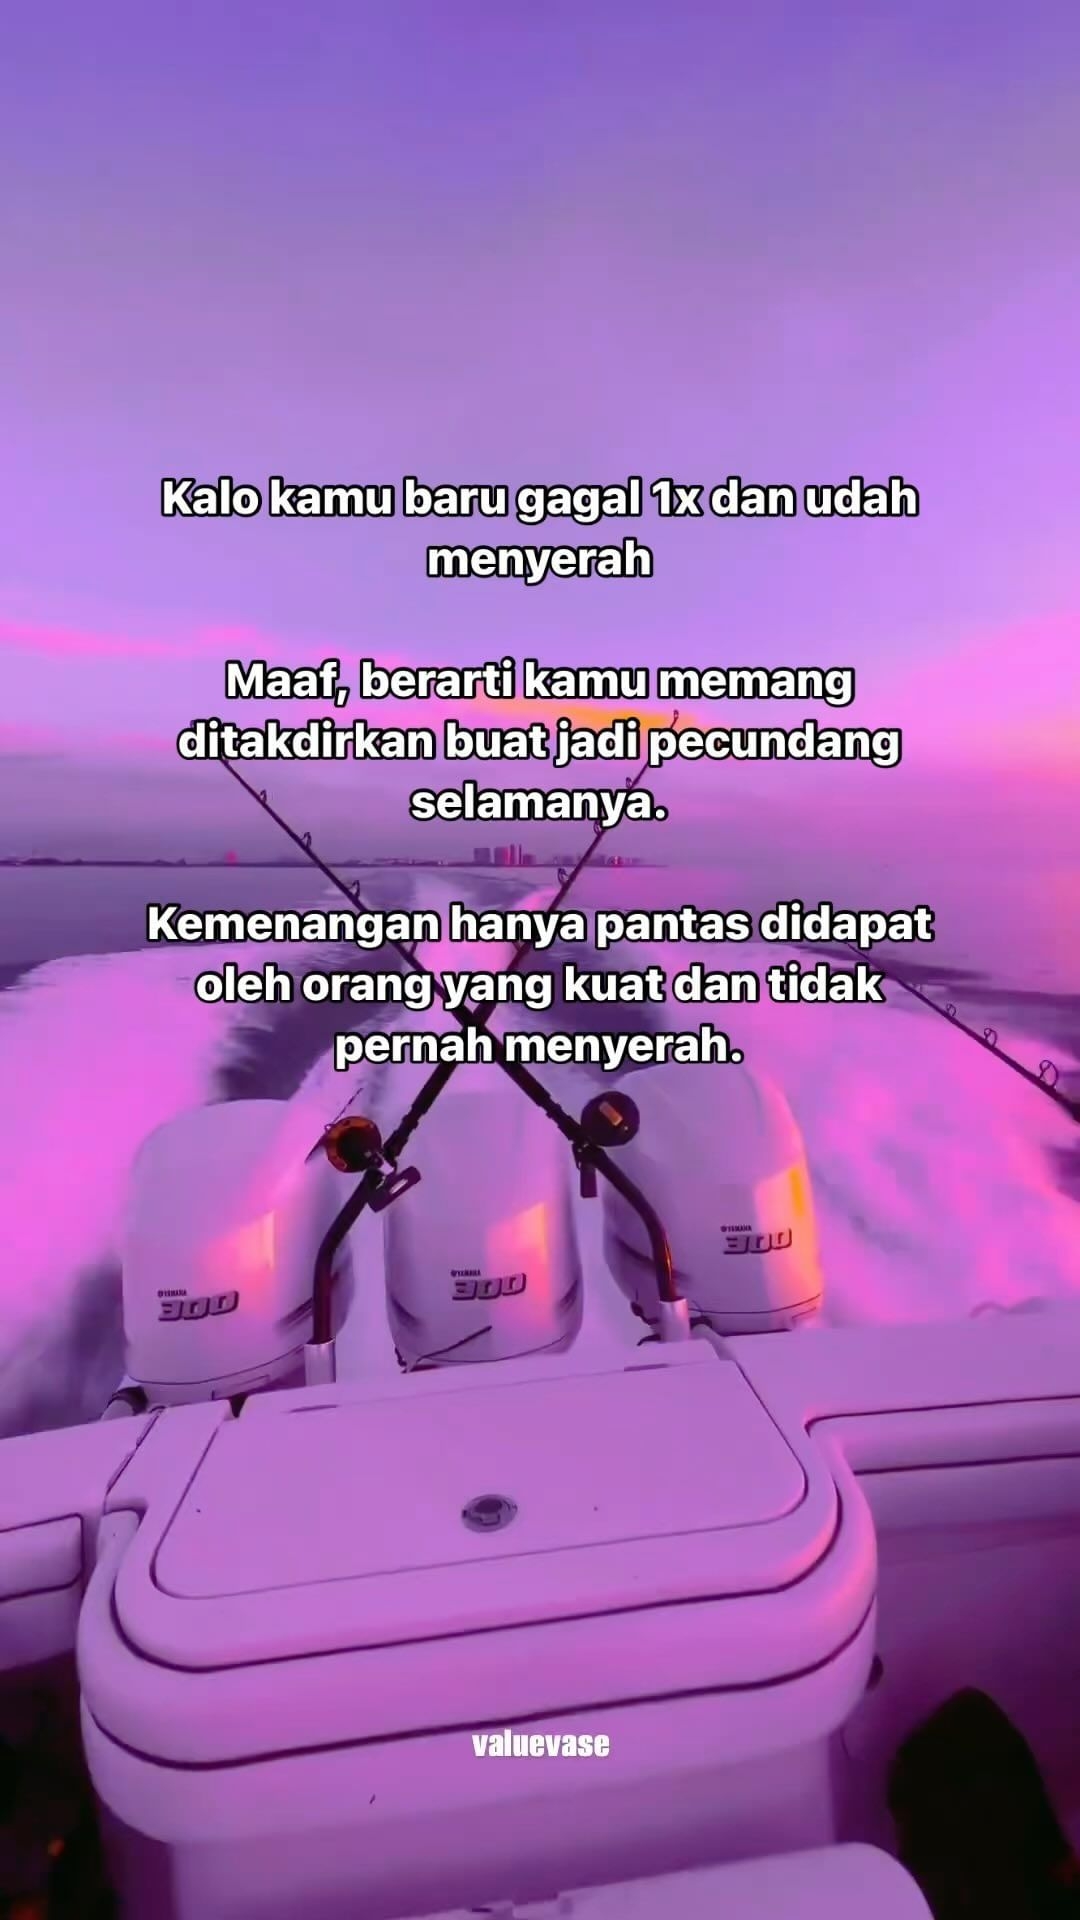 Kalo kamu baru gagal 1x dan udah
menyerah
Maaf, berarti kamu memang
ditakdirkan buat jadi pecundang
selamanya.
Kemenangan hanya pantas didapat
oleh orang yang kuat dan tidak
pernah menyerah.
YAMAHA
300
YAMAHA
300
YAMAHA
300
valuevase